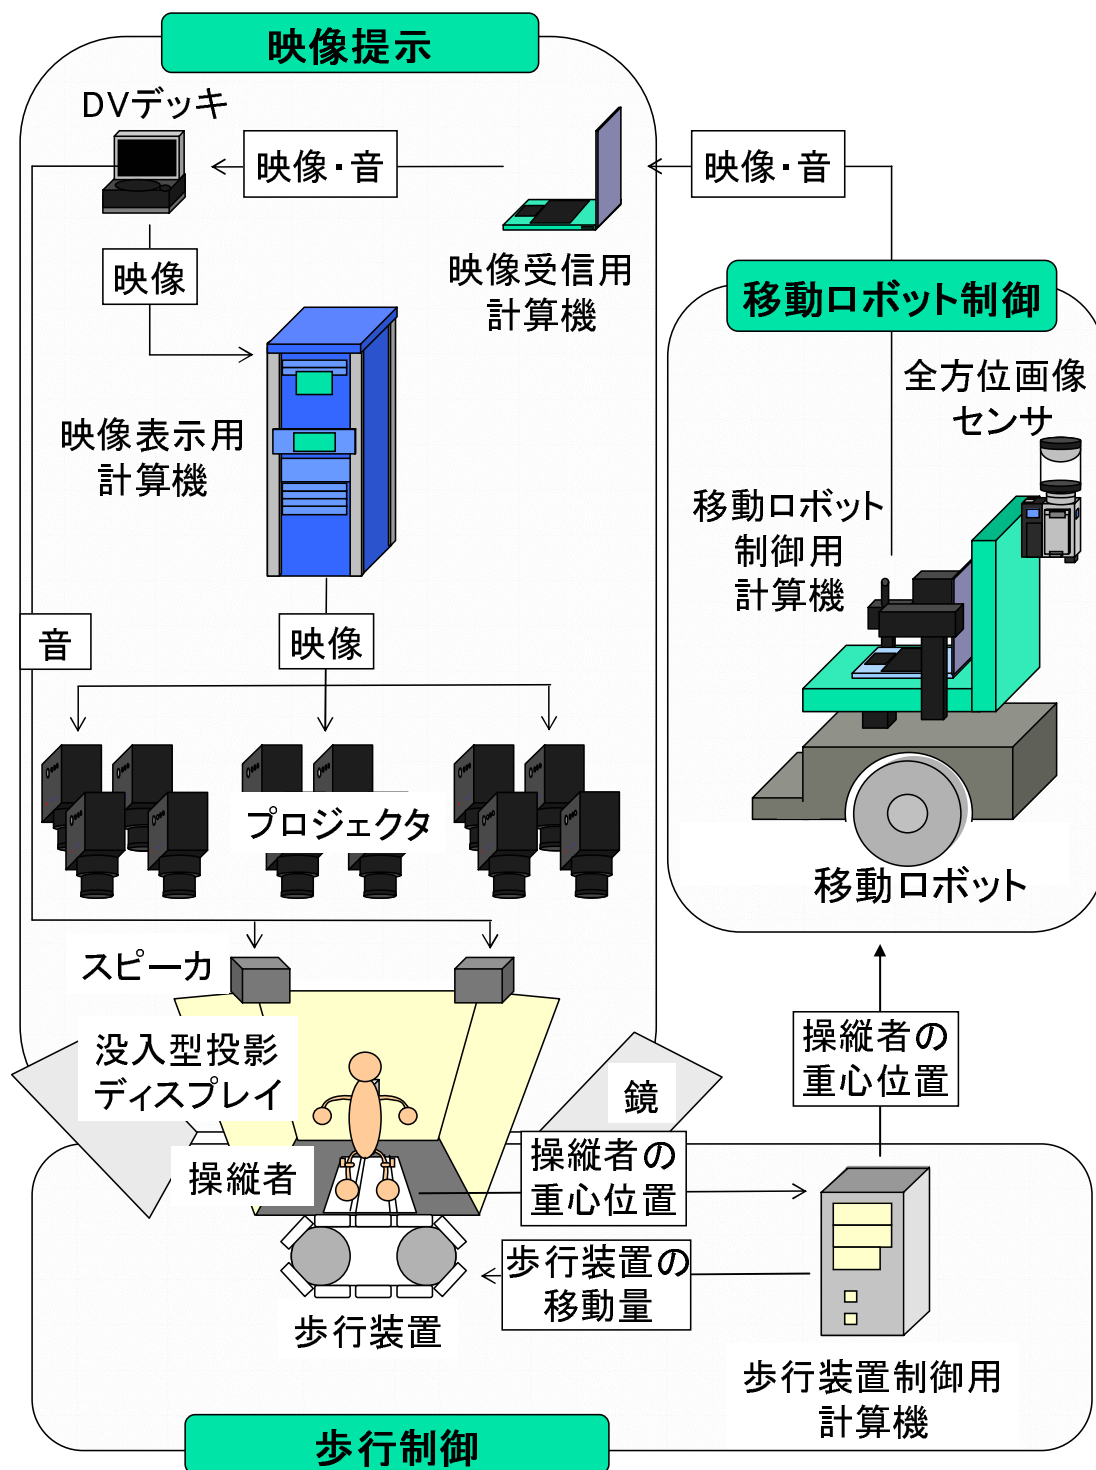 映像提示
DVデッキ
映像・音
映像・音
映像
映像受信用
計算機
移動ロボット制御
全方位画像
センサ
映像表示用
計算機
移動ロボット
制御用
計算機
音
映像
プロジェクタ
移動ロボット
スピーカ
没入型投影
ディスプレイ
鏡
操縦者の
重心位置
操縦者
操縦者の
重心位置
歩行装置の
移動量
歩行装置
歩行装置制御用
計算機
歩行制御